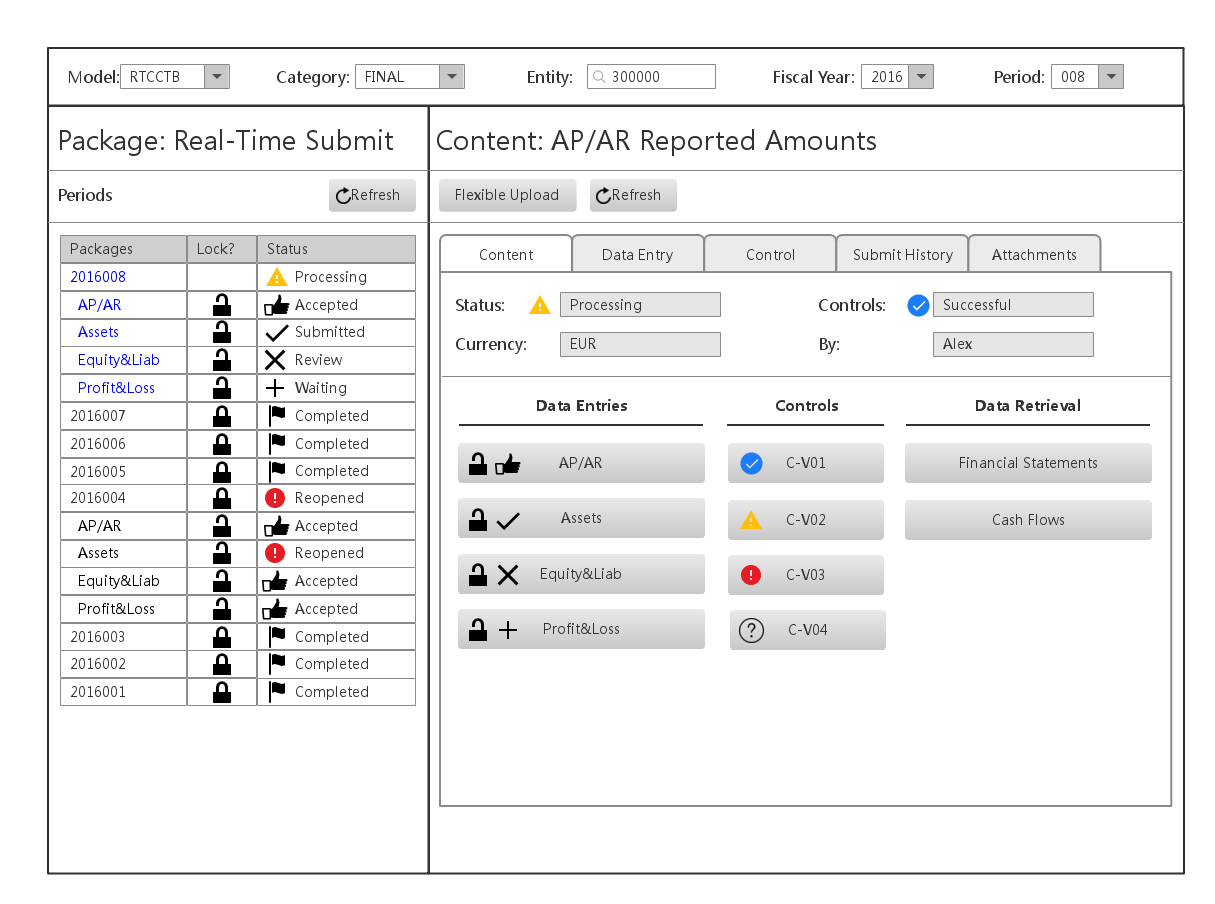 Model: RTCCTB Category: FINAL Entity: 300000 Fiscal Year: 2016 Period: 008
Package: Real-Time Submit
Periods Refresh
Packages Lock? Status
2016008 Processing
AP/AR Accepted
Assets Submitted
Equity&Liab Review
Profit&Loss Waiting
2016007 Completed
2016006 Completed
2016005 Completed
2016004 Reopened
AP/AR Accepted
Assets Reopened
Equity&Liab Accepted
Profit&Loss Accepted
2016003 Completed
2016002 Completed
2016001 Completed
Content: AP/AR Reported Amounts
Flexible Upload Refresh
Content Data Entry Control Submit History Attachments
Status: Processing Controls: Successful
Currency: EUR By: Alex
Data Entries Controls Data Retrieval
AP/AR C-V01 Financial Statements
Assets C-V02 Cash Flows
Equity&Liab C-V03
Profit&Loss C-V04